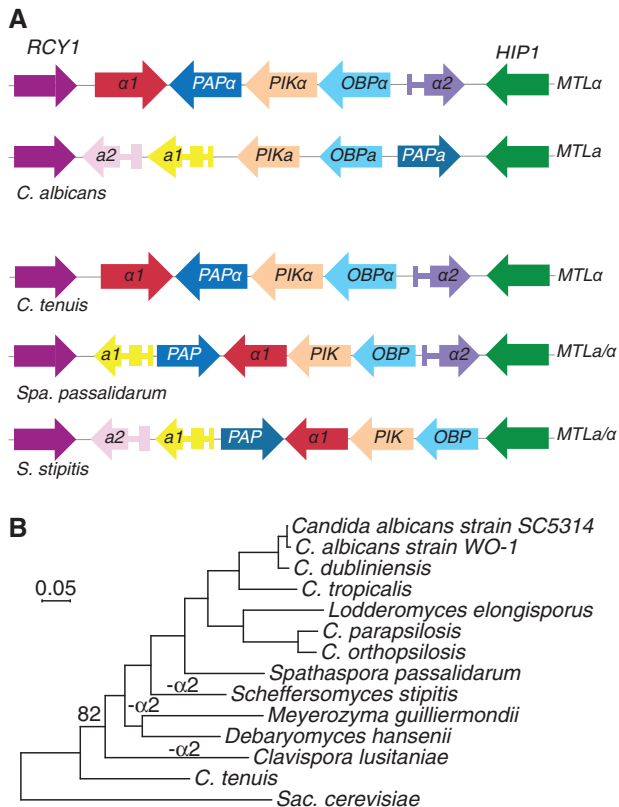 A
RCY1 HIP1
α1 PAPα PIKα OBPα α2 MTLα
a2 a1 PIKa OBPa PAPa MTLa
C. albicans
α1 PAPα PIKα OBPα α2 MTLα
C. tenuis
a1 PAP α1 PIK OBP α2 MTLa/α
Spa. passalidarum
a2 a1 PAP α1 PIK OBP MTLa/α
S. stipitis
B
Candida albicans strain SC5314
C. albicans strain WO-1
0.05 C. dubliniensis
C. tropicalis
Lodderomyces elongisporus
C. parapsilosis
C. orthopsilosis
Spathaspora passalidarum
-α2 Scheffersomyces stipitis
82 -α2 Meyerozyma guilliermondii
Debaryomyces hansenii
-α2 Clavispora lusitaniae
C. tenuis
Sac. cerevisiae